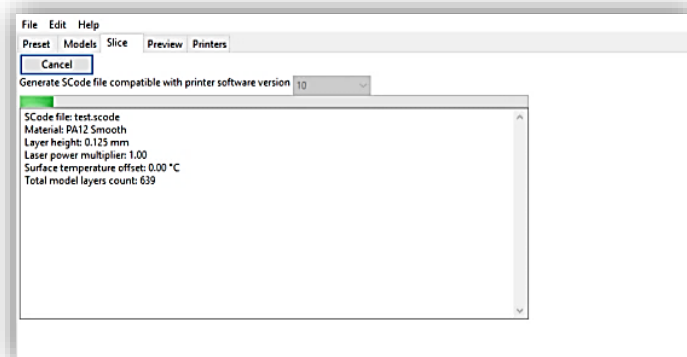 File Edit Help
Preset Models Slice Preview Printers
Cancel
Generate SCode file compatible with printer software version 10
SCode file: test.scode
Material: PA12 Smooth
Layer height: 0.125 mm
Laser power multiplier: 1.00
Surface temperature offset: 0.00 °C
Total model layers count: 639